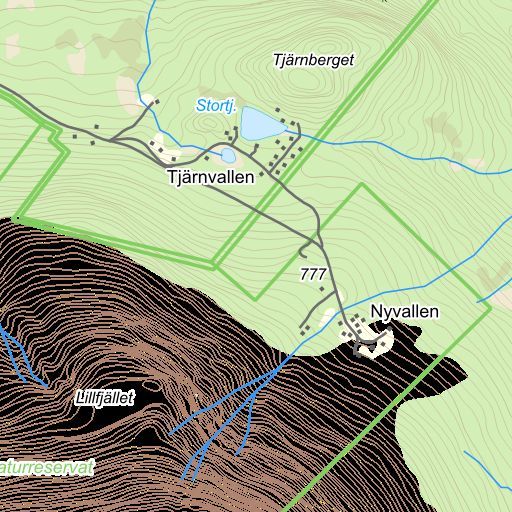 Tjärnberget
Stortj.
Tjärnvallen
777
Nyvallen
Lillfjället
aturreservat